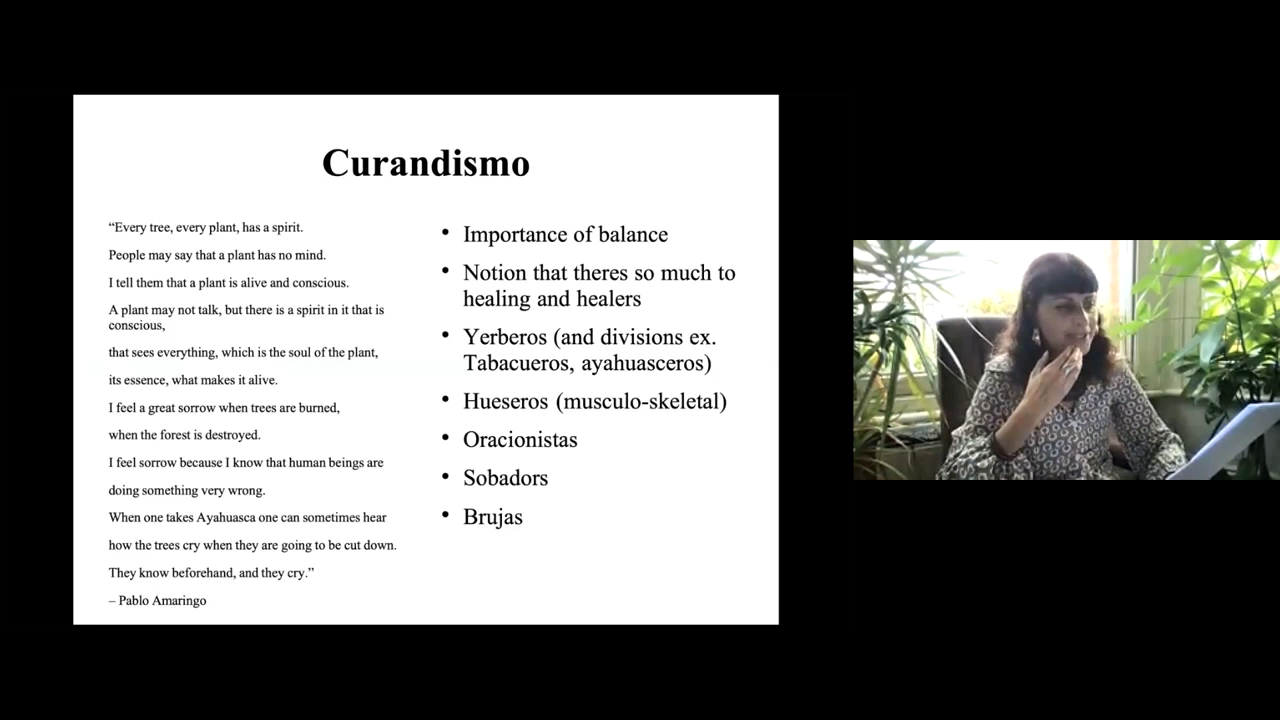 Curandismo
“Every tree, every plant, has a spirit.
People may say that a plant has no mind.
I tell them that a plant is alive and conscious.
A plant may not talk, but there is a spirit in it that is
conscious,
that sees everything, which is the soul of the plant,
its essence, what makes it alive.
I feel a great sorrow when trees are burned,
when the forest is destroyed.
I feel sorrow because I know that human beings are
doing something very wrong.
When one takes Ayahuasca one can sometimes hear
how the trees cry when they are going to be cut down.
They know beforehand, and they cry.”
– Pablo Amaringo
• Importance of balance
• Notion that theres so much to
healing and healers
• Yerberos (and divisions ex.
Tabacueros, ayahuasceros)
• Hueseros (musculo-skeletal)
• Oracionistas
• Sobadors
• Brujas